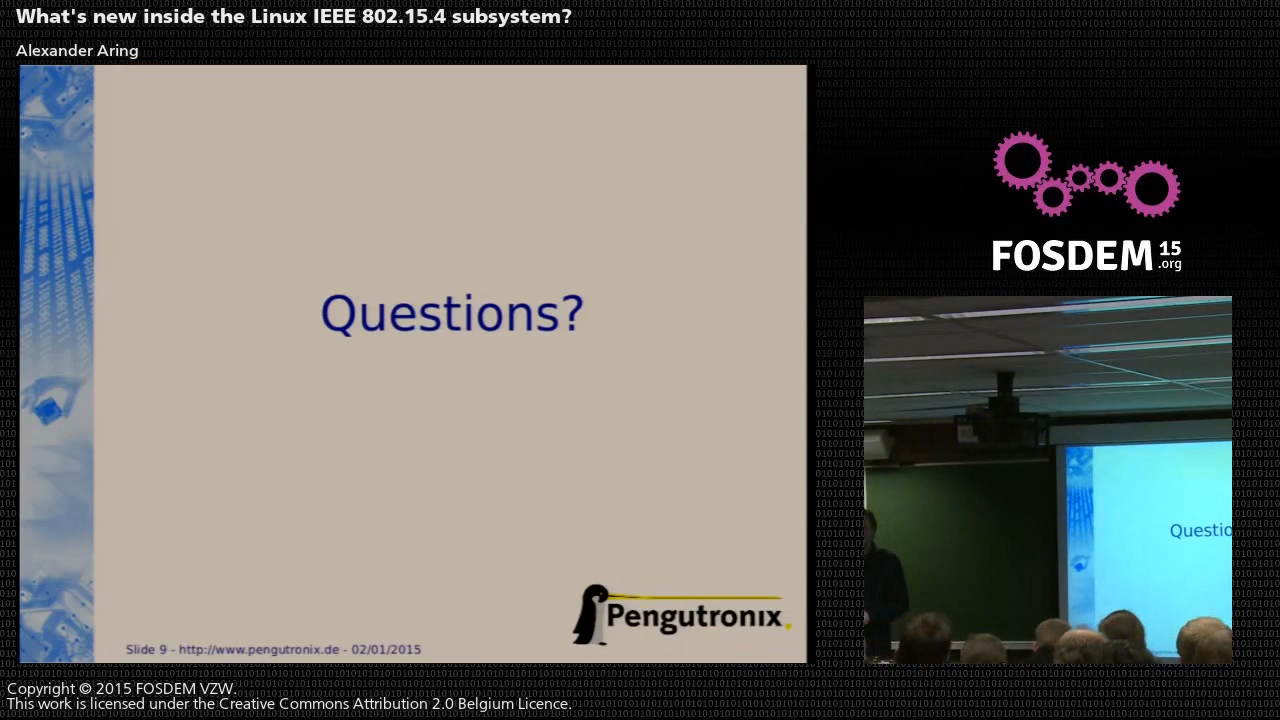 What's new inside the Linux IEEE 802.15.4 subsystem?
Alexander Aring
Questions?
Pengutronix
Slide 9 - http://www.pengutronix.de - 02/01/2015
FOSDEM 15
.org
Questio
Copyright © 2015 FOSDEM VZW.
This work is licensed under the Creative Commons Attribution 2.0 Belgium Licence.